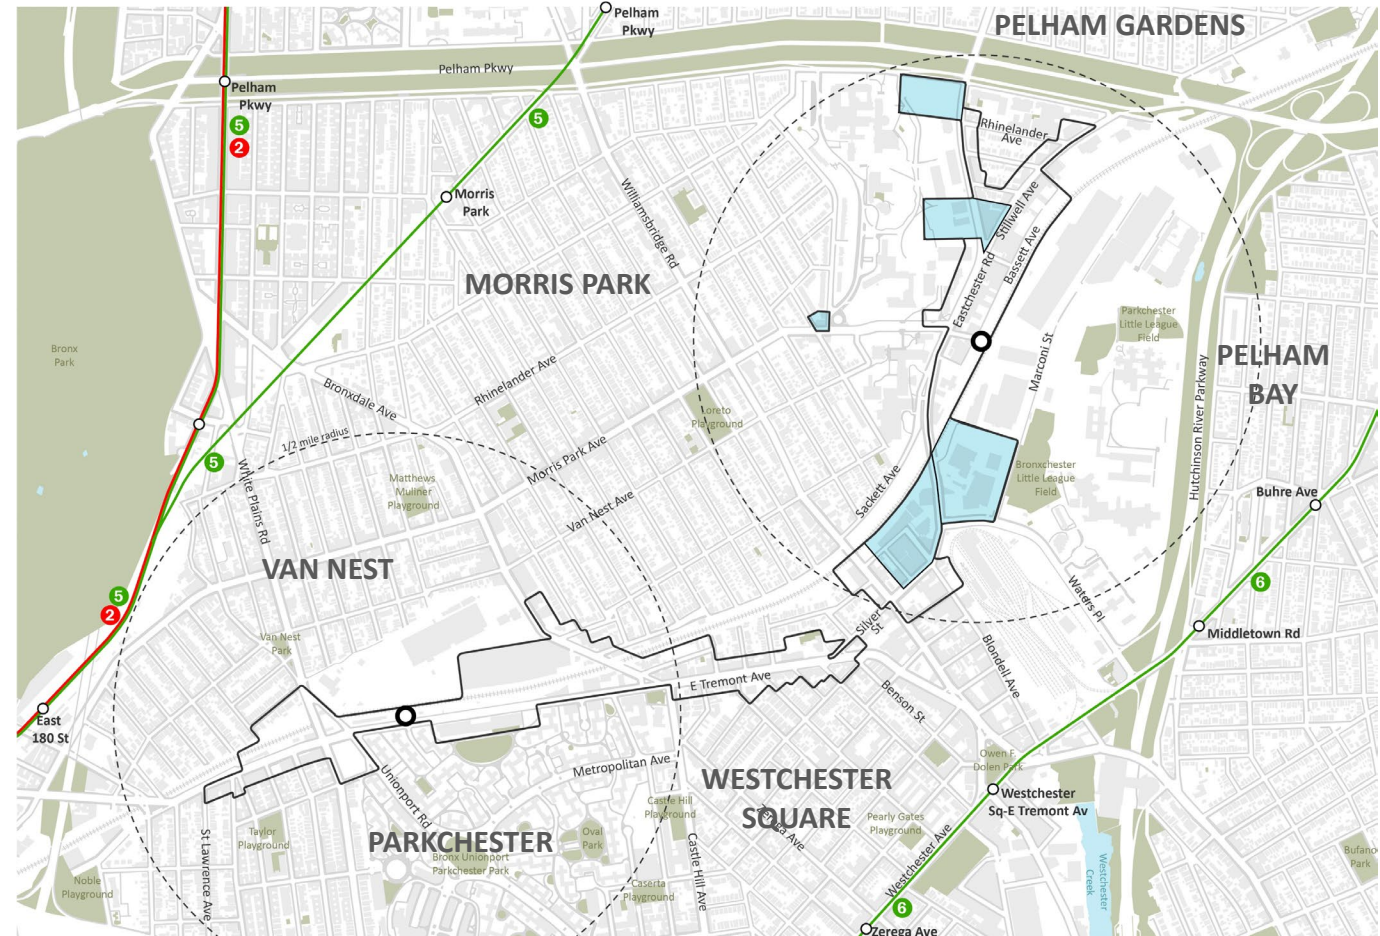 PELHAM GARDENS
Pelham
Pkwy
Pelham Pkwy
Pelham
Pkwy
5
2
5
Rhinelander
Ave
Morris
Park
Williamsbridge Rd
Stillwell Ave
Bassett Ave
Eastchester Rd
MORRIS PARK
Parkchester
Little League
Field
Bronx
Park
Marconi St
PELHAM
BAY
Hutchinson River Parkway
Rhinelander Ave
Bronxdale Ave
Loreto
Playground
1/2 mile radius
Morris Park Ave
5
White Plains Rd
Matthews
Muliner
Playground
Van Nest Ave
Sackett Ave
Bronxchester
Little League
Field
Buhre Ave
VAN NEST
6
5
2
Waters Pl
Silver
St
Middletown Rd
Van Nest
Park
Blondell Ave
E Tremont Ave
Benson St
East
180 St
Owen F.
Dolen Park
Metropolitan Ave
WESTCHESTER
SQUARE
Unionport Rd
Westchester
Sq-E Tremont Av
Castle Hill
Playground
Zerega Ave
Pearly Gates
Playground
PARKCHESTER
Taylor
Playground
Oval
Park
Bronx Unionport
Parkchester Park
St Lawrence Ave
Castle Hill Ave
Westchester Ave
Westchester
Creek
Bufano
Park
Noble
Playground
Caserta
Playground
6
Zerega Ave